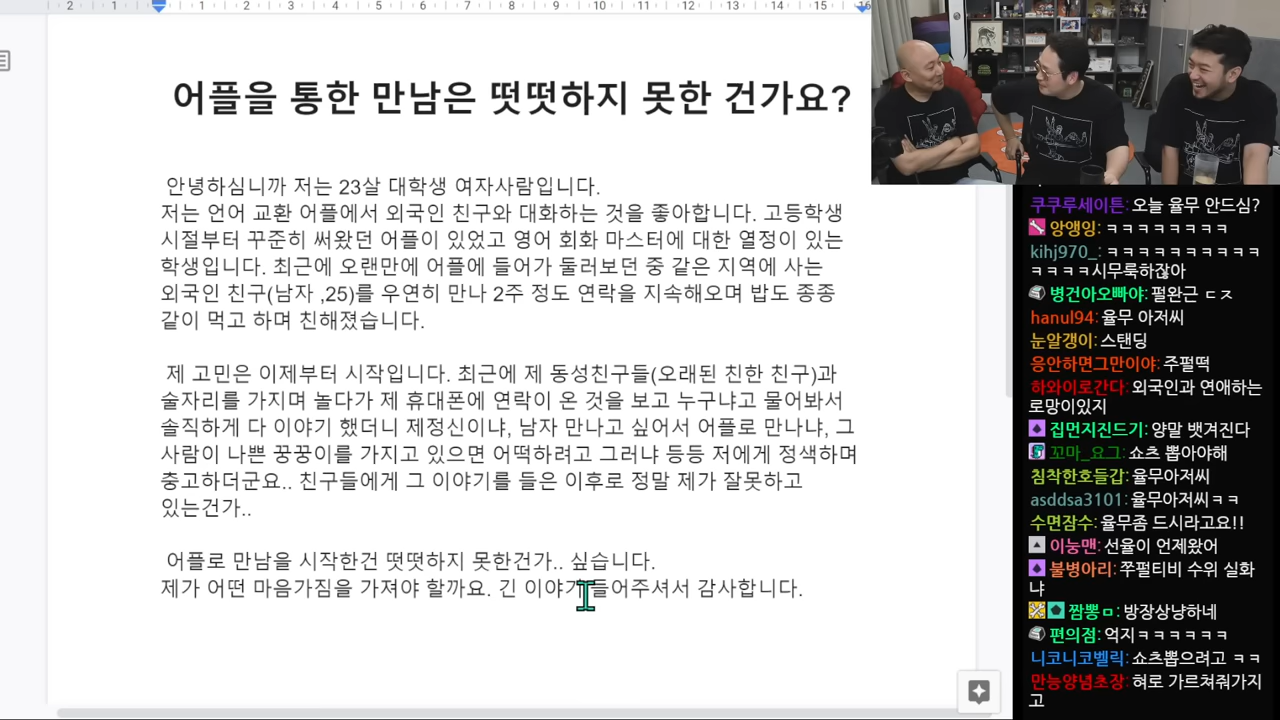 2 1 1 2 3 4 5 6 7 8 9 10 11 12 13 14 15 16
어플을 통한 만남은 떳떳하지 못한 건가요?
안녕하심니까 저는 23살 대학생 여자사람입니다.
저는 언어 교환 어플에서 외국인 친구와 대화하는 것을 좋아합니다. 고등학생
시절부터 꾸준히 써왔던 어플이 있었고 영어 회화 마스터에 대한 열정이 있는
학생입니다. 최근에 오랜만에 어플에 들어가 둘러보던 중 같은 지역에 사는
외국인 친구(남자 ,25)를 우연히 만나 2주 정도 연락을 지속해오며 밥도 종종
같이 먹고 하며 친해졌습니다.
제 고민은 이제부터 시작입니다. 최근에 제 동성친구들(오래된 친한 친구)과
술자리를 가지며 놀다가 제 휴대폰에 연락이 온 것을 보고 누구냐고 물어봐서
솔직하게 다 이야기 했더니 제정신이냐, 남자 만나고 싶어서 어플로 만나냐, 그
사람이 나쁜 꿍꿍이를 가지고 있으면 어떡하려고 그러냐 등등 저에게 정색하며
충고하더군요.. 친구들에게 그 이야기를 들은 이후로 정말 제가 잘못하고
있는건가..
어플로 만남을 시작한건 떳떳하지 못한건가.. 싶습니다.
제가 어떤 마음가짐을 가져야 할까요. 긴 이야기 들어주셔서 감사합니다.
쿠쿠루세이튼: 오늘 율무 안드심?
앙앵잉: ㅋㅋㅋㅋㅋㅋㅋㅋ
kihj970_: ㅋㅋㅋㅋㅋㅋㅋㅋㅋㅋ
ㅋㅋㅋㅋ시무룩하잖아
병건아오빠야: 펄완근 ㄷㅈ
hanul94: 율무 아저씨
눈알갱이: 스탠딩
응안하면그만이야: 주펄떡
하와이로간다: 외국인과 연애하는
로망이있지
집먼지진드기: 양말 뺏겨진다
꼬마_요그: 쇼츠 뽑아야해
침착한호들갑: 율무아저씨
asddsa3101: 율무아저씨ㅋㅋ
수면잠수: 율무좀 드시라고요!!
이눙맨: 선율이 언제왔어
불병아리: 쭈펄티비 수위 실화
냐
짬뽕ㅁ: 방장상냥하네
편의점: 억지ㅋㅋㅋㅋㅋㅋ
니코니코벨릭: 쇼츠뽑으려고 ㅋㅋ
만능양념초장: 혀로 가르쳐줘가지
고